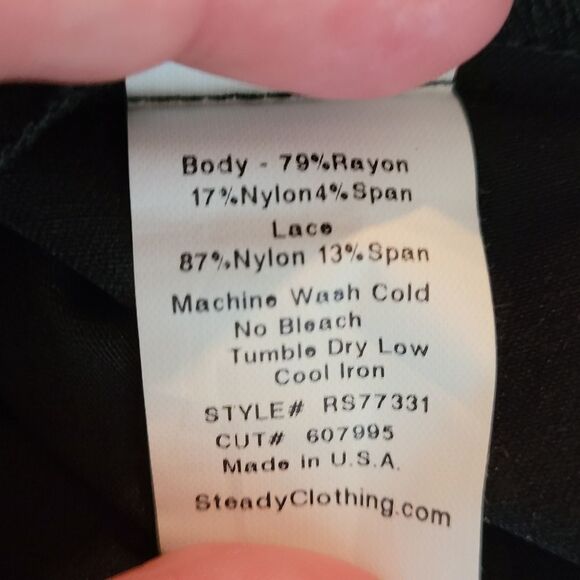 Body - 79%Rayon
17%Nylon4%Span
Lace
87%Nylon 13%Span
Machine Wash Cold
No Bleach
Tumble Dry Low
Cool Iron
STYLE# RS77331
CUT# 607995
Made in U.S.A.
SteadyClothing.com